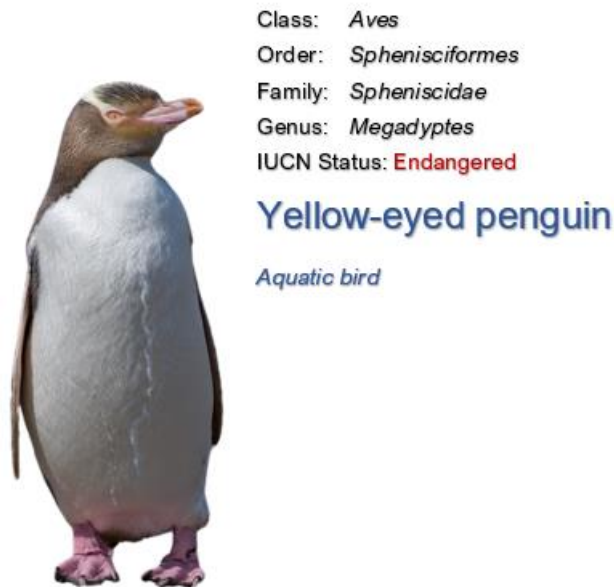 Class: Aves
Order: Sphenisciformes
Family: Spheniscidae
Genus: Megadyptes
IUCN Status: Endangered
Yellow-eyed penguin
Aquatic bird